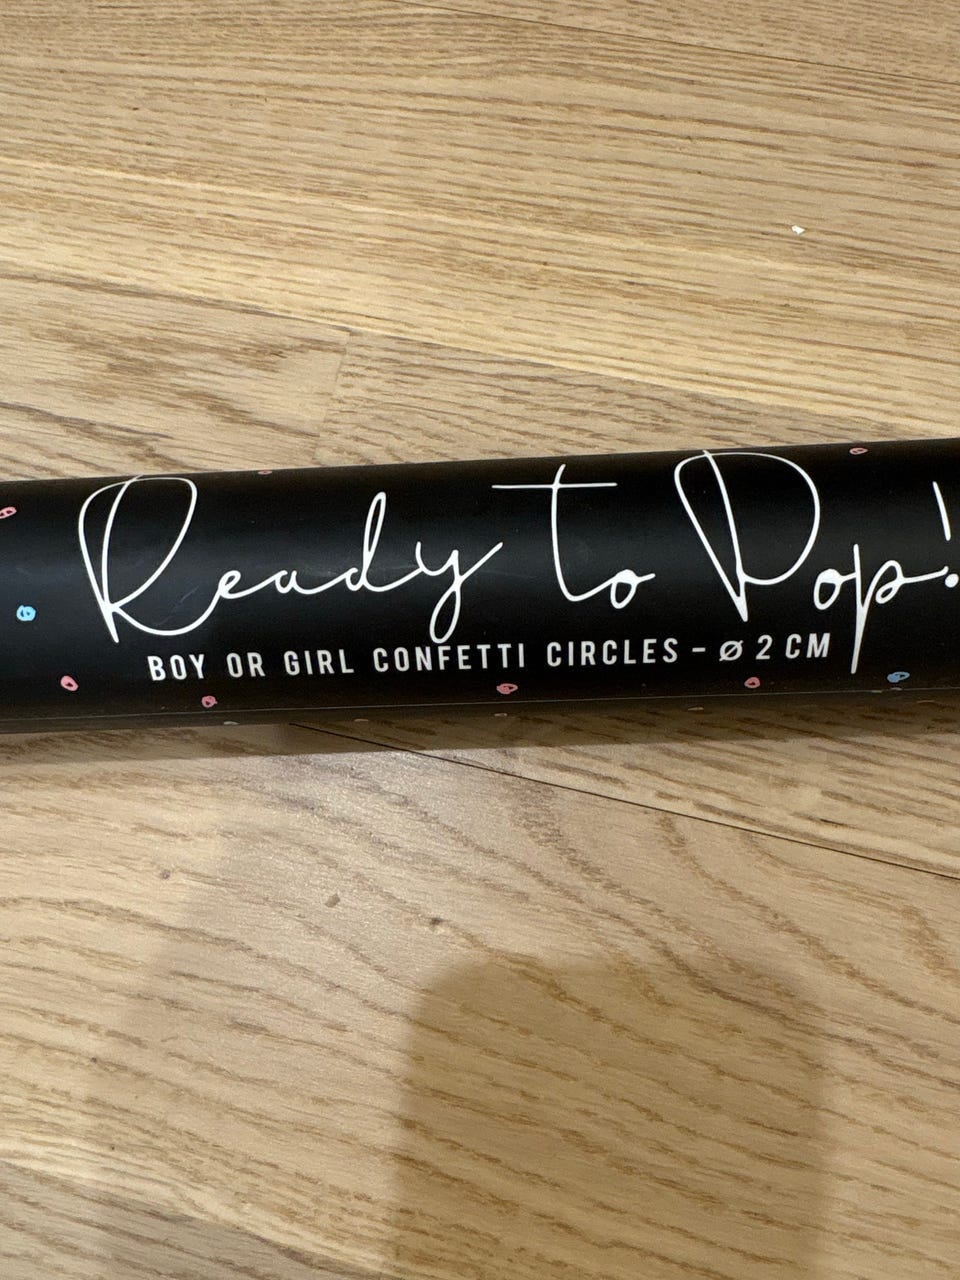 Ready to Pop!
BOY OR GIRL CONFETTI CIRCLES - Ø 2 CM